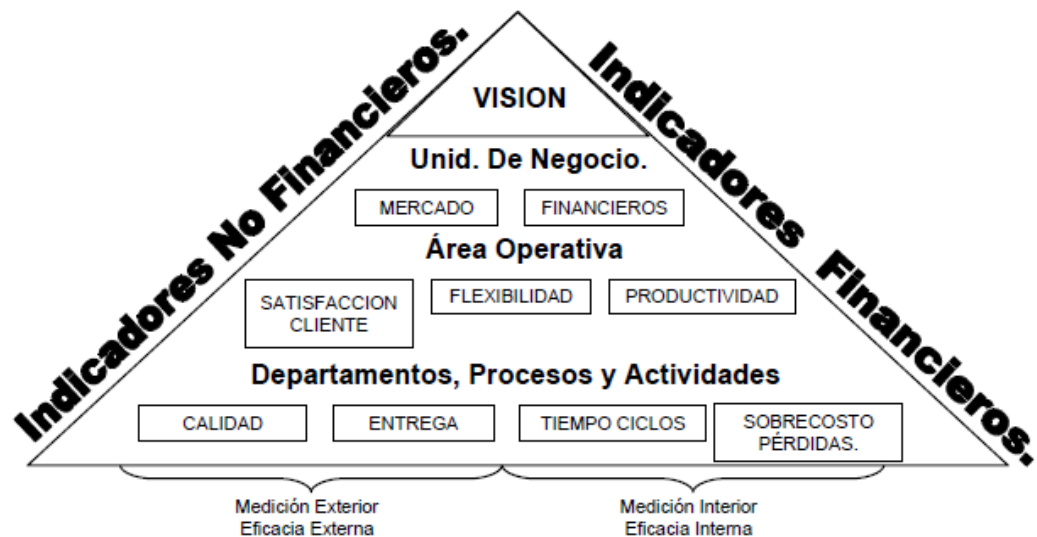 Indicadores No Financieros.
Indicadores Financieros.
VISION
Unid. De Negocio.
MERCADO
FINANCIEROS
Área Operativa
SATISFACCION
CLIENTE
FLEXIBILIDAD
PRODUCTIVIDAD
Departamentos, Procesos y Actividades
CALIDAD
ENTREGA
TIEMPO CICLOS
SOBRECOSTO
PÉRDIDAS.
Medición Exterior
Eficacia Externa
Medición Interior
Eficacia Interna